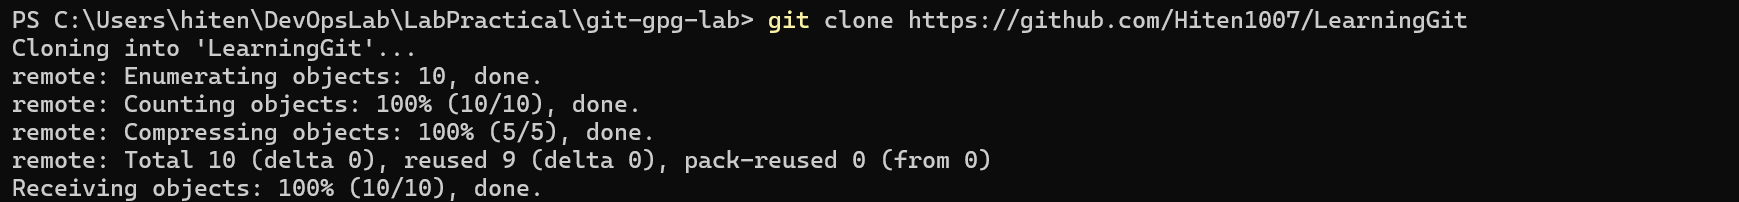 PS C:\Users\hiten\DevOpsLab\LabPractical\git-gpg-lab> git clone https://github.com/Hiten1007/LearningGit
Cloning into 'LearningGit'...
remote: Enumerating objects: 10, done.
remote: Counting objects: 100% (10/10), done.
remote: Compressing objects: 100% (5/5), done.
remote: Total 10 (delta 0), reused 9 (delta 0), pack-reused 0 (from 0)
Receiving objects: 100% (10/10), done.